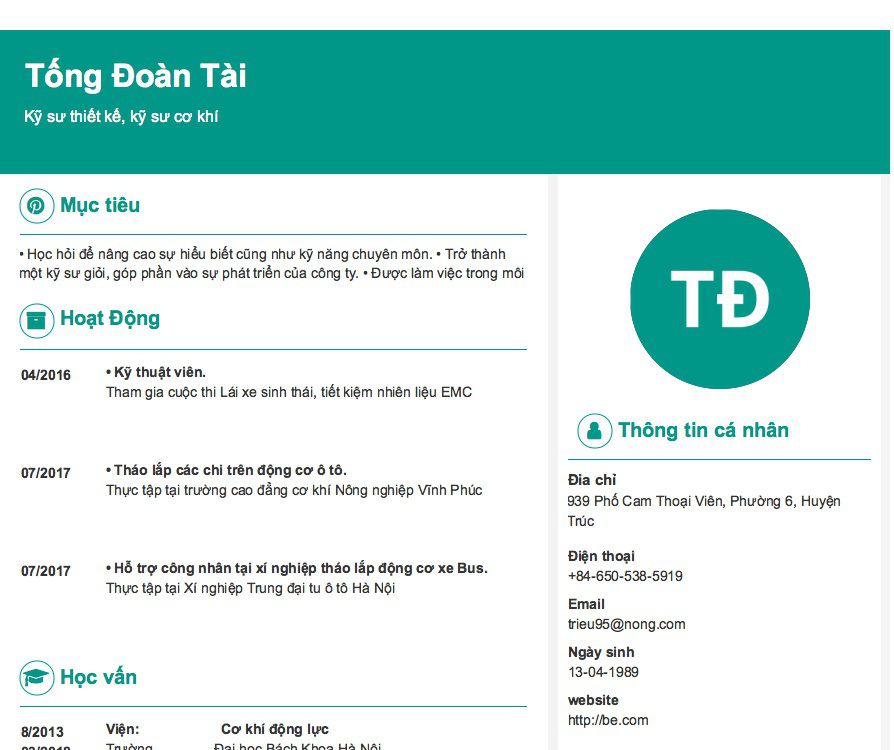 Tống Đoàn Tài
Kỹ sư thiết kế, kỹ sư cơ khí
Mục tiêu
• Học hỏi để nâng cao sự hiểu biết cũng như kỹ năng chuyên môn. • Trở thành
một kỹ sư giỏi, góp phần vào sự phát triển của công ty. • Được làm việc trong môi
Hoạt Động
04/2016
• Kỹ thuật viên.
Tham gia cuộc thi Lái xe sinh thái, tiết kiệm nhiên liệu EMC
07/2017
• Tháo lắp các chi trên động cơ ô tô.
Thực tập tại trường cao đẳng cơ khí Nông nghiệp Vĩnh Phúc
07/2017
• Hỗ trợ công nhân tại xí nghiệp tháo lắp động cơ xe Bus.
Thực tập tại Xí nghiệp Trung đại tu ô tô Hà Nội
Học vấn
8/2013
Viện: Cơ khí động lực
Trường Đại học Bách Khoa Hà Nội
TĐ
Thông tin cá nhân
Đia chỉ
939 Phố Cam Thoại Viên, Phường 6, Huyện
Trúc
Điện thoại
+84-650-538-5919
Email
trieu95@nong.com
Ngày sinh
13-04-1989
website
http://be.com